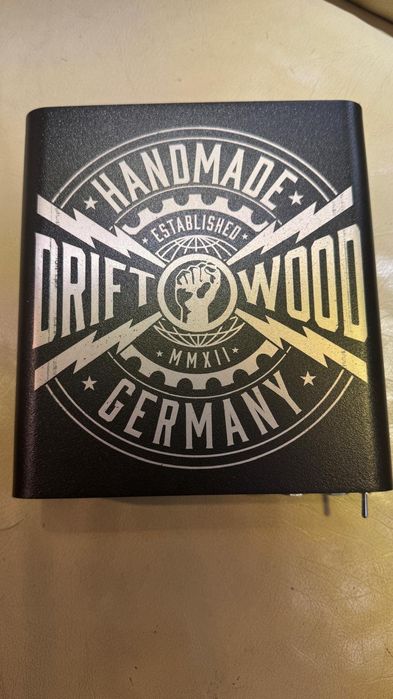 HANDMADE
ESTABLISHED
DRIFT WOOD
MMXII
GERMANY